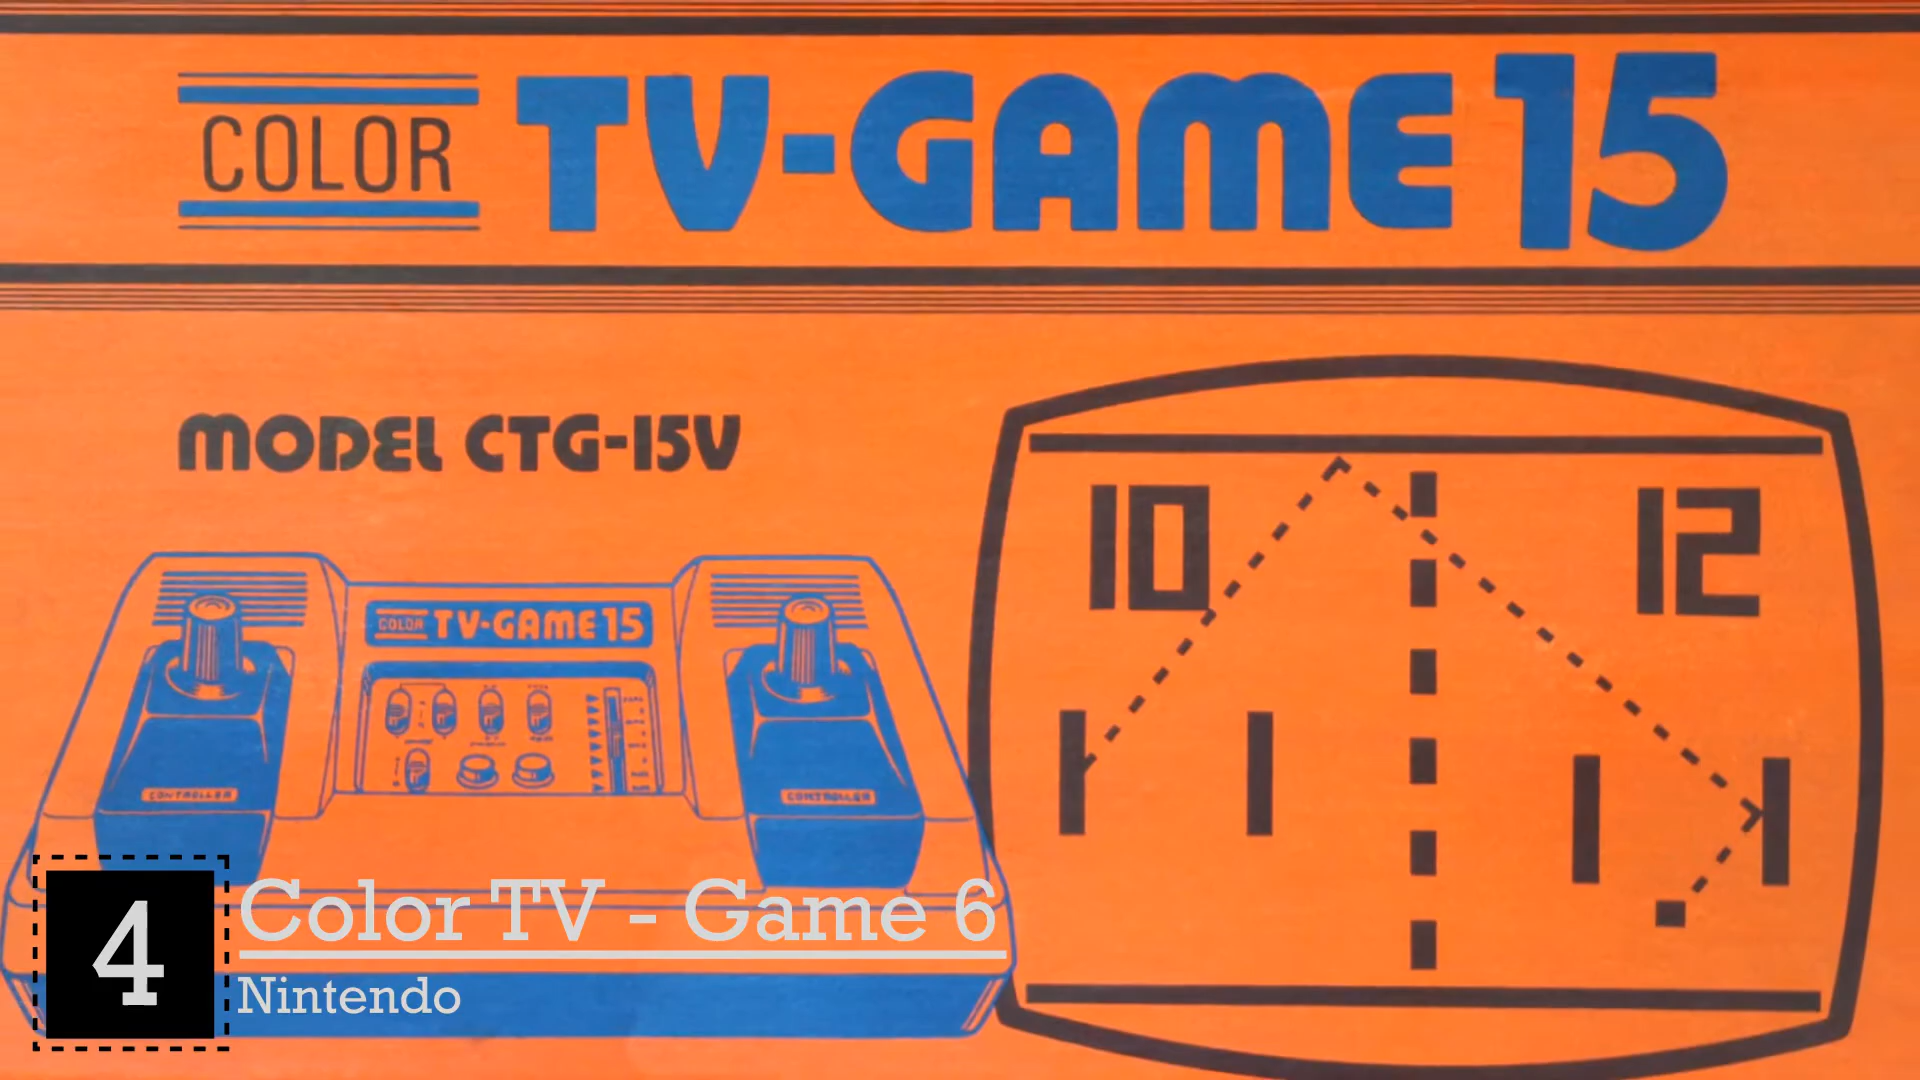 COLOR TV-GAME 15
MODEL CTG-15V
10 12
COLOR TV-GAME 15
CONTROLLER CONTROLLER
4 Color TV - Game 6
Nintendo